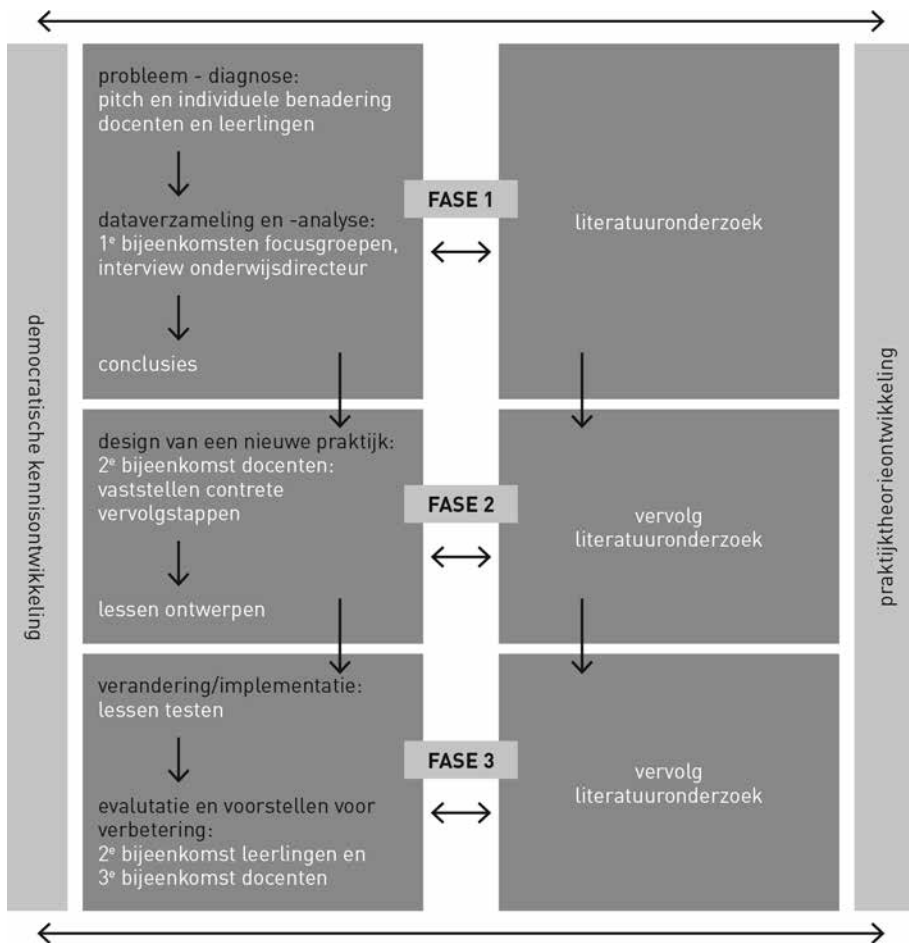 democratische kennisontwikkeling
probleem - diagnose:
pitch en individuele benadering
docenten en leerlingen
dataverzameling en -analyse:
1e bijeenkomsten focusgroepen,
interview onderwijsdirecteur
conclusies
FASE 1
literatuuronderzoek
design van een nieuwe praktijk:
2e bijeenkomst docenten:
vaststellen contrete
vervolgstappen
lessen ontwerpen
FASE 2
vervolg
literatuuronderzoek
verandering/implementatie:
lessen testen
evalutatie en voorstellen voor
verbetering:
2e bijeenkomst leerlingen en
3e bijeenkomst docenten
FASE 3
vervolg
literatuuronderzoek
praktijktheorieontwikkeling